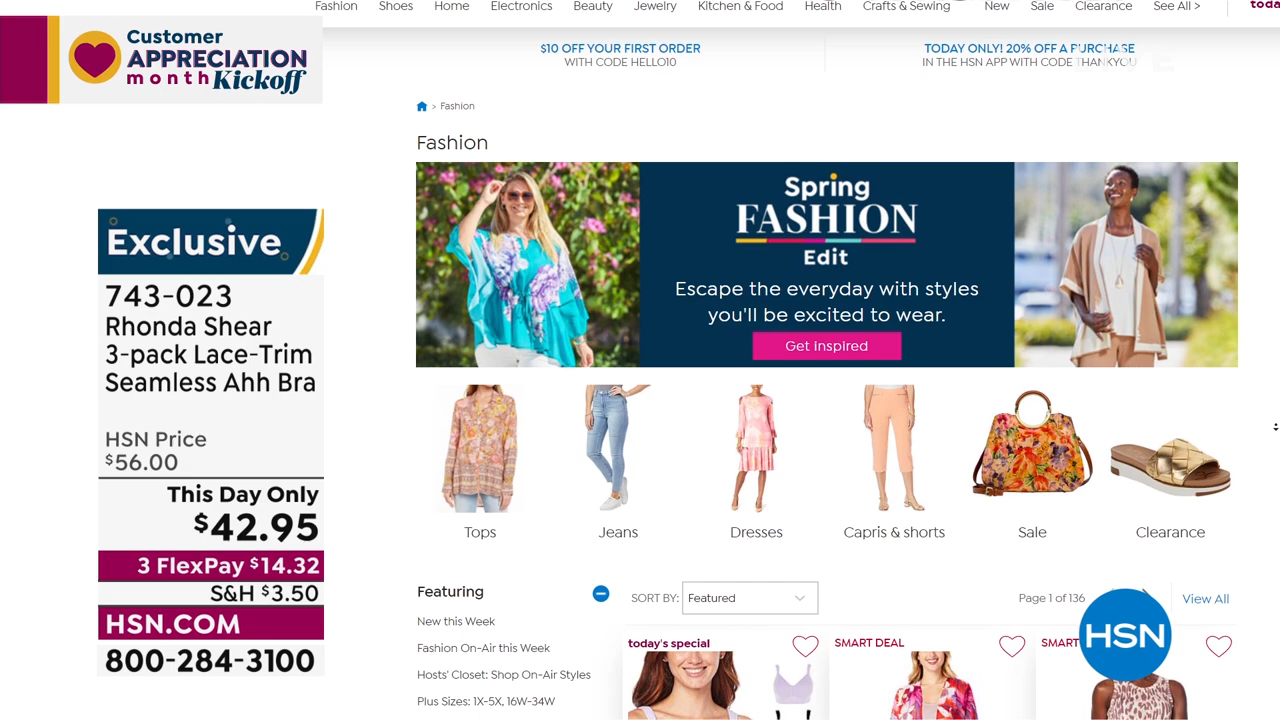 Fashion Shoes Home Electronics Beauty Jewelry Kitchen & Food Health Crafts & Sewing New Sale Clearance See All >
Customer
APPRECIATION
month Kickoff
$10 OFF YOUR FIRST ORDER
WITH CODE HELLO10
TODAY ONLY! 20% OFF A PURCHASE
IN THE HSN APP WITH CODE THANKYOU
> Fashion
Fashion
Spring
FASHION
Edit
Escape the everyday with styles
you'll be excited to wear.
Get inspired
Exclusive
743-023
Rhonda Shear
3-pack Lace-Trim
Seamless Ahh Bra
HSN Price
$56.00
This Day Only
$42.95
3 FlexPay $14.32
S&H $3.50
HSN.COM
800-284-3100
Tops Jeans Dresses Capris & shorts Sale Clearance
Featuring
New this Week
Fashion On-Air this Week
Hosts' Closet: Shop On-Air Styles
Plus Sizes: 1X-5X, 16W-34W
SORT BY: Featured Page 1 of 136 View All
today's special SMART DEAL SMART
HSN